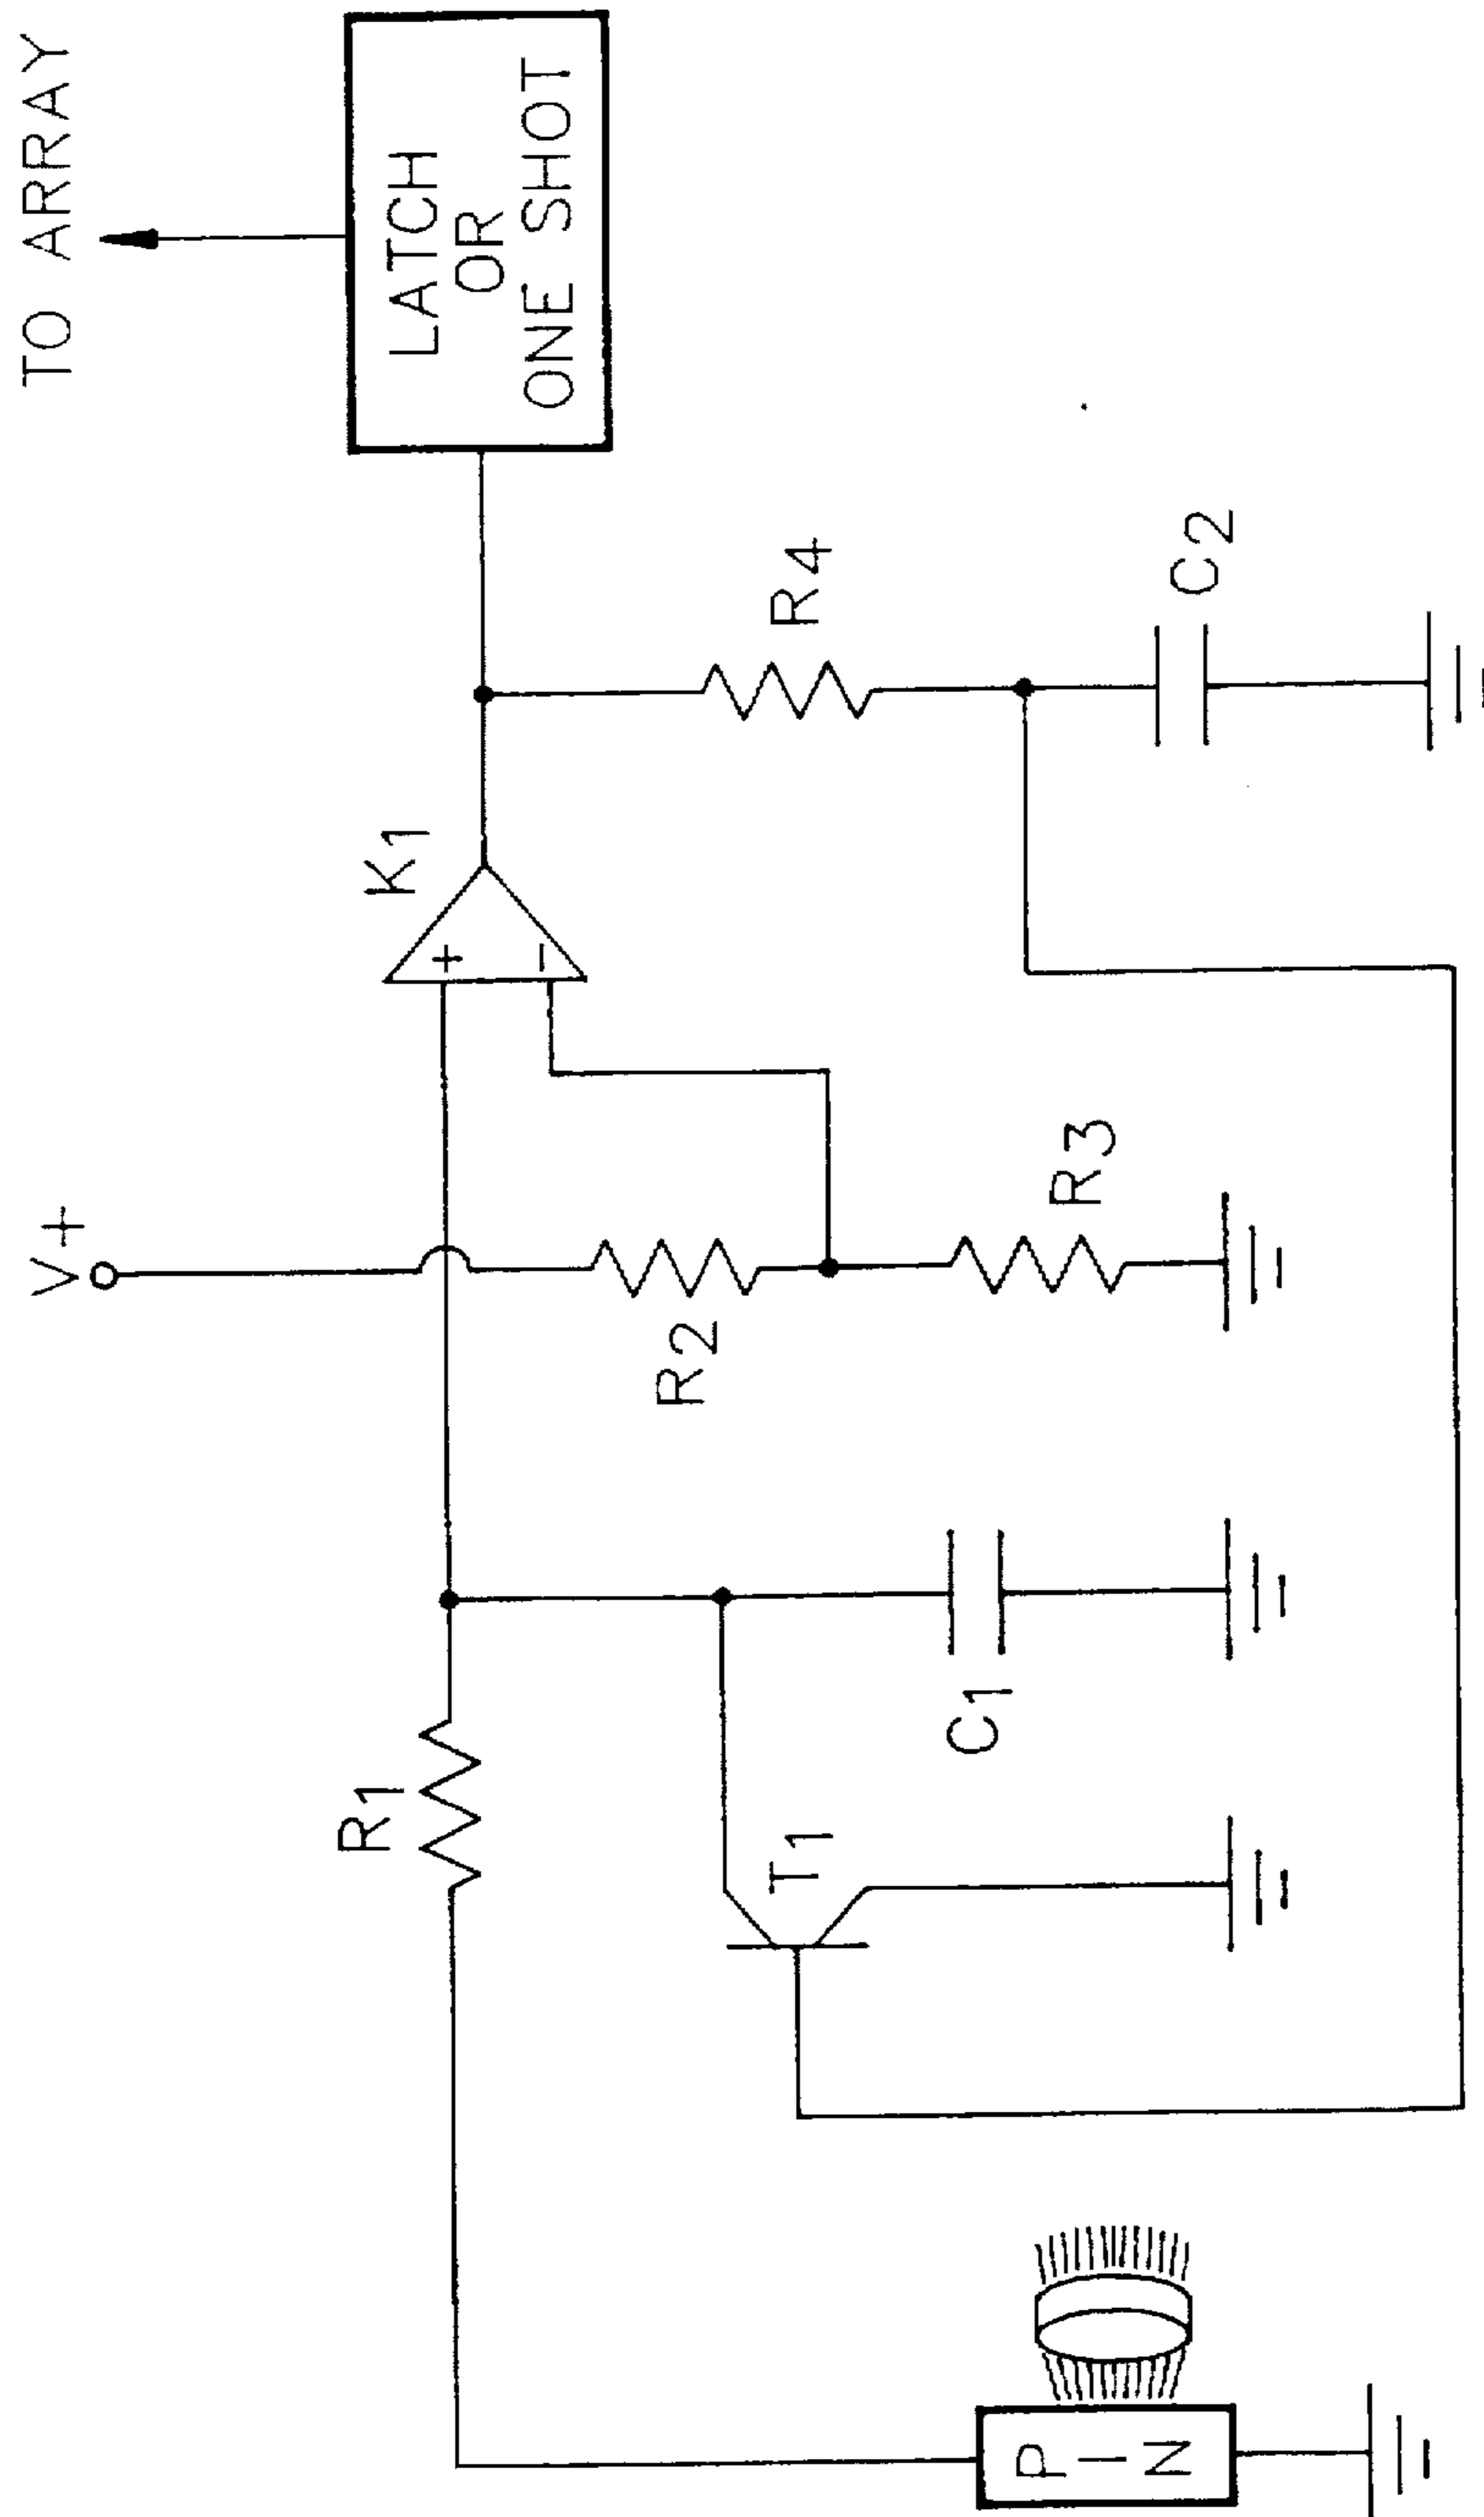 TO ARRAY
LATCH
OR
ONE SHOT
K1
+
−
R4
C2
V+
R2
R3
R1
C1
T1
P
I
N